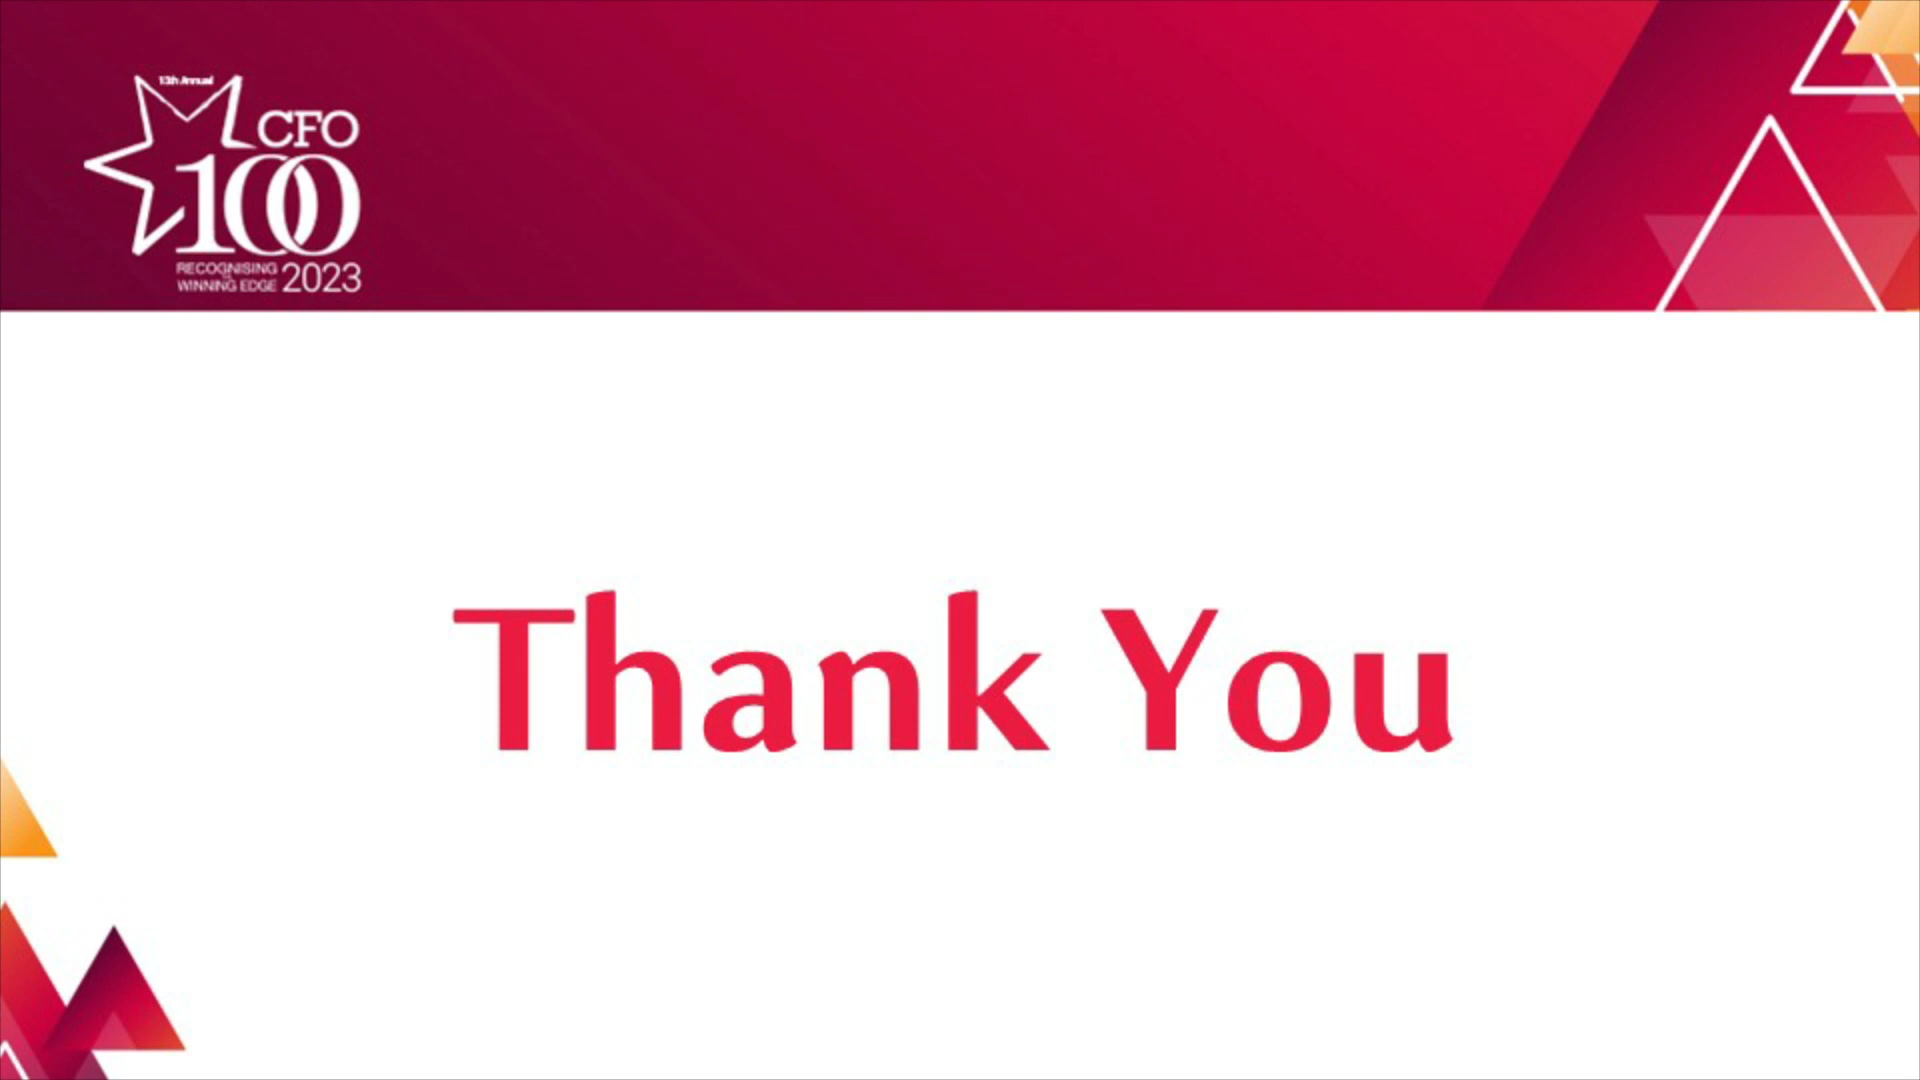 13th Annual
CFO
100
RECOGNISING
WINNING EDGE 2023
Thank You